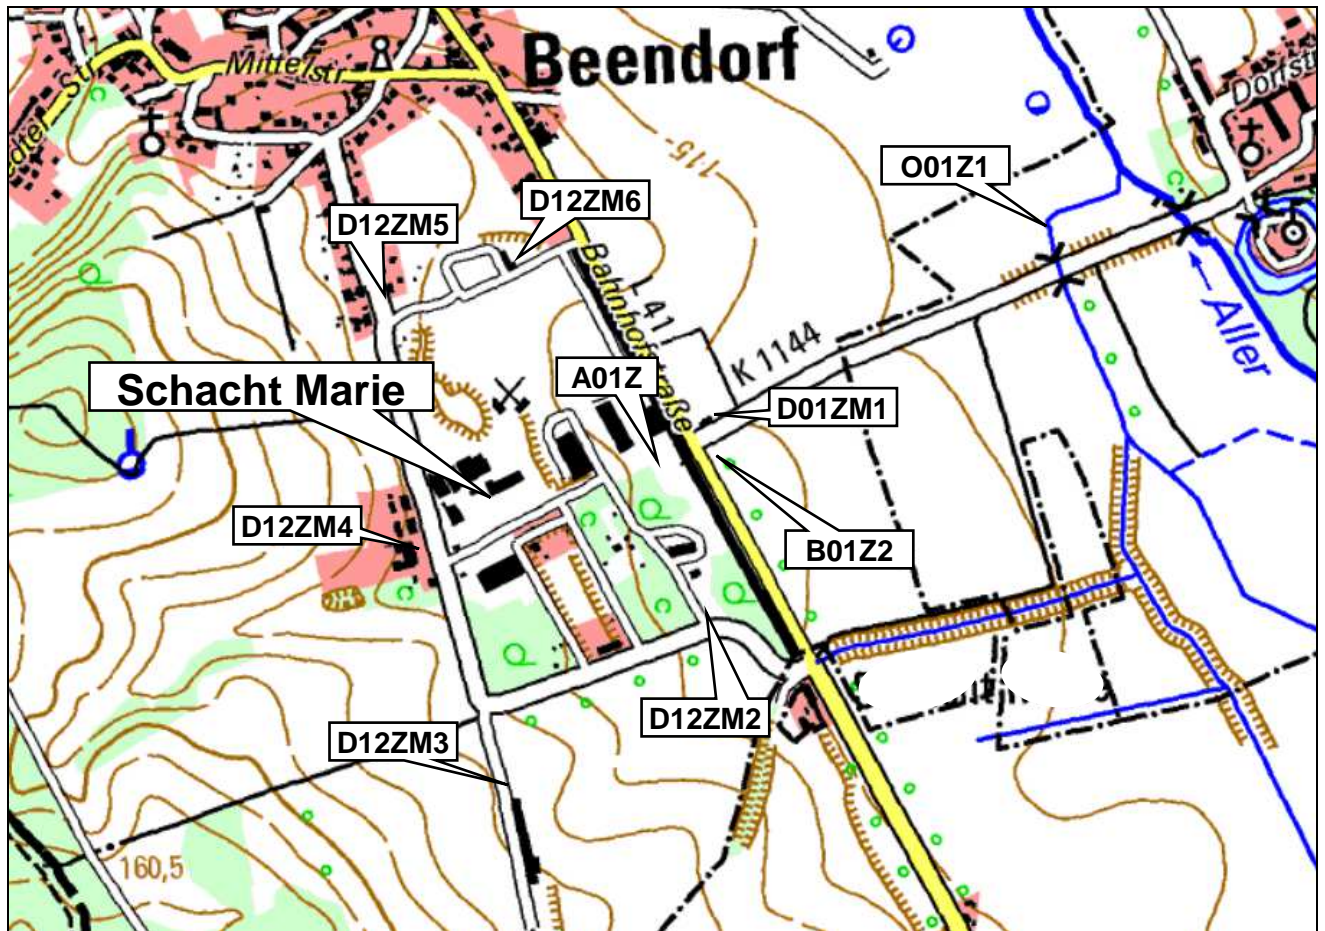 Beendorf
Mittelstr
Str
Dorfstr
115
O01Z1
D12ZM6
D12ZM5
Bahnhofstraße
L 41
Aller
K 1144
Schacht Marie
A01Z
D01ZM1
D12ZM4
B01Z2
D12ZM2
D12ZM3
160,5